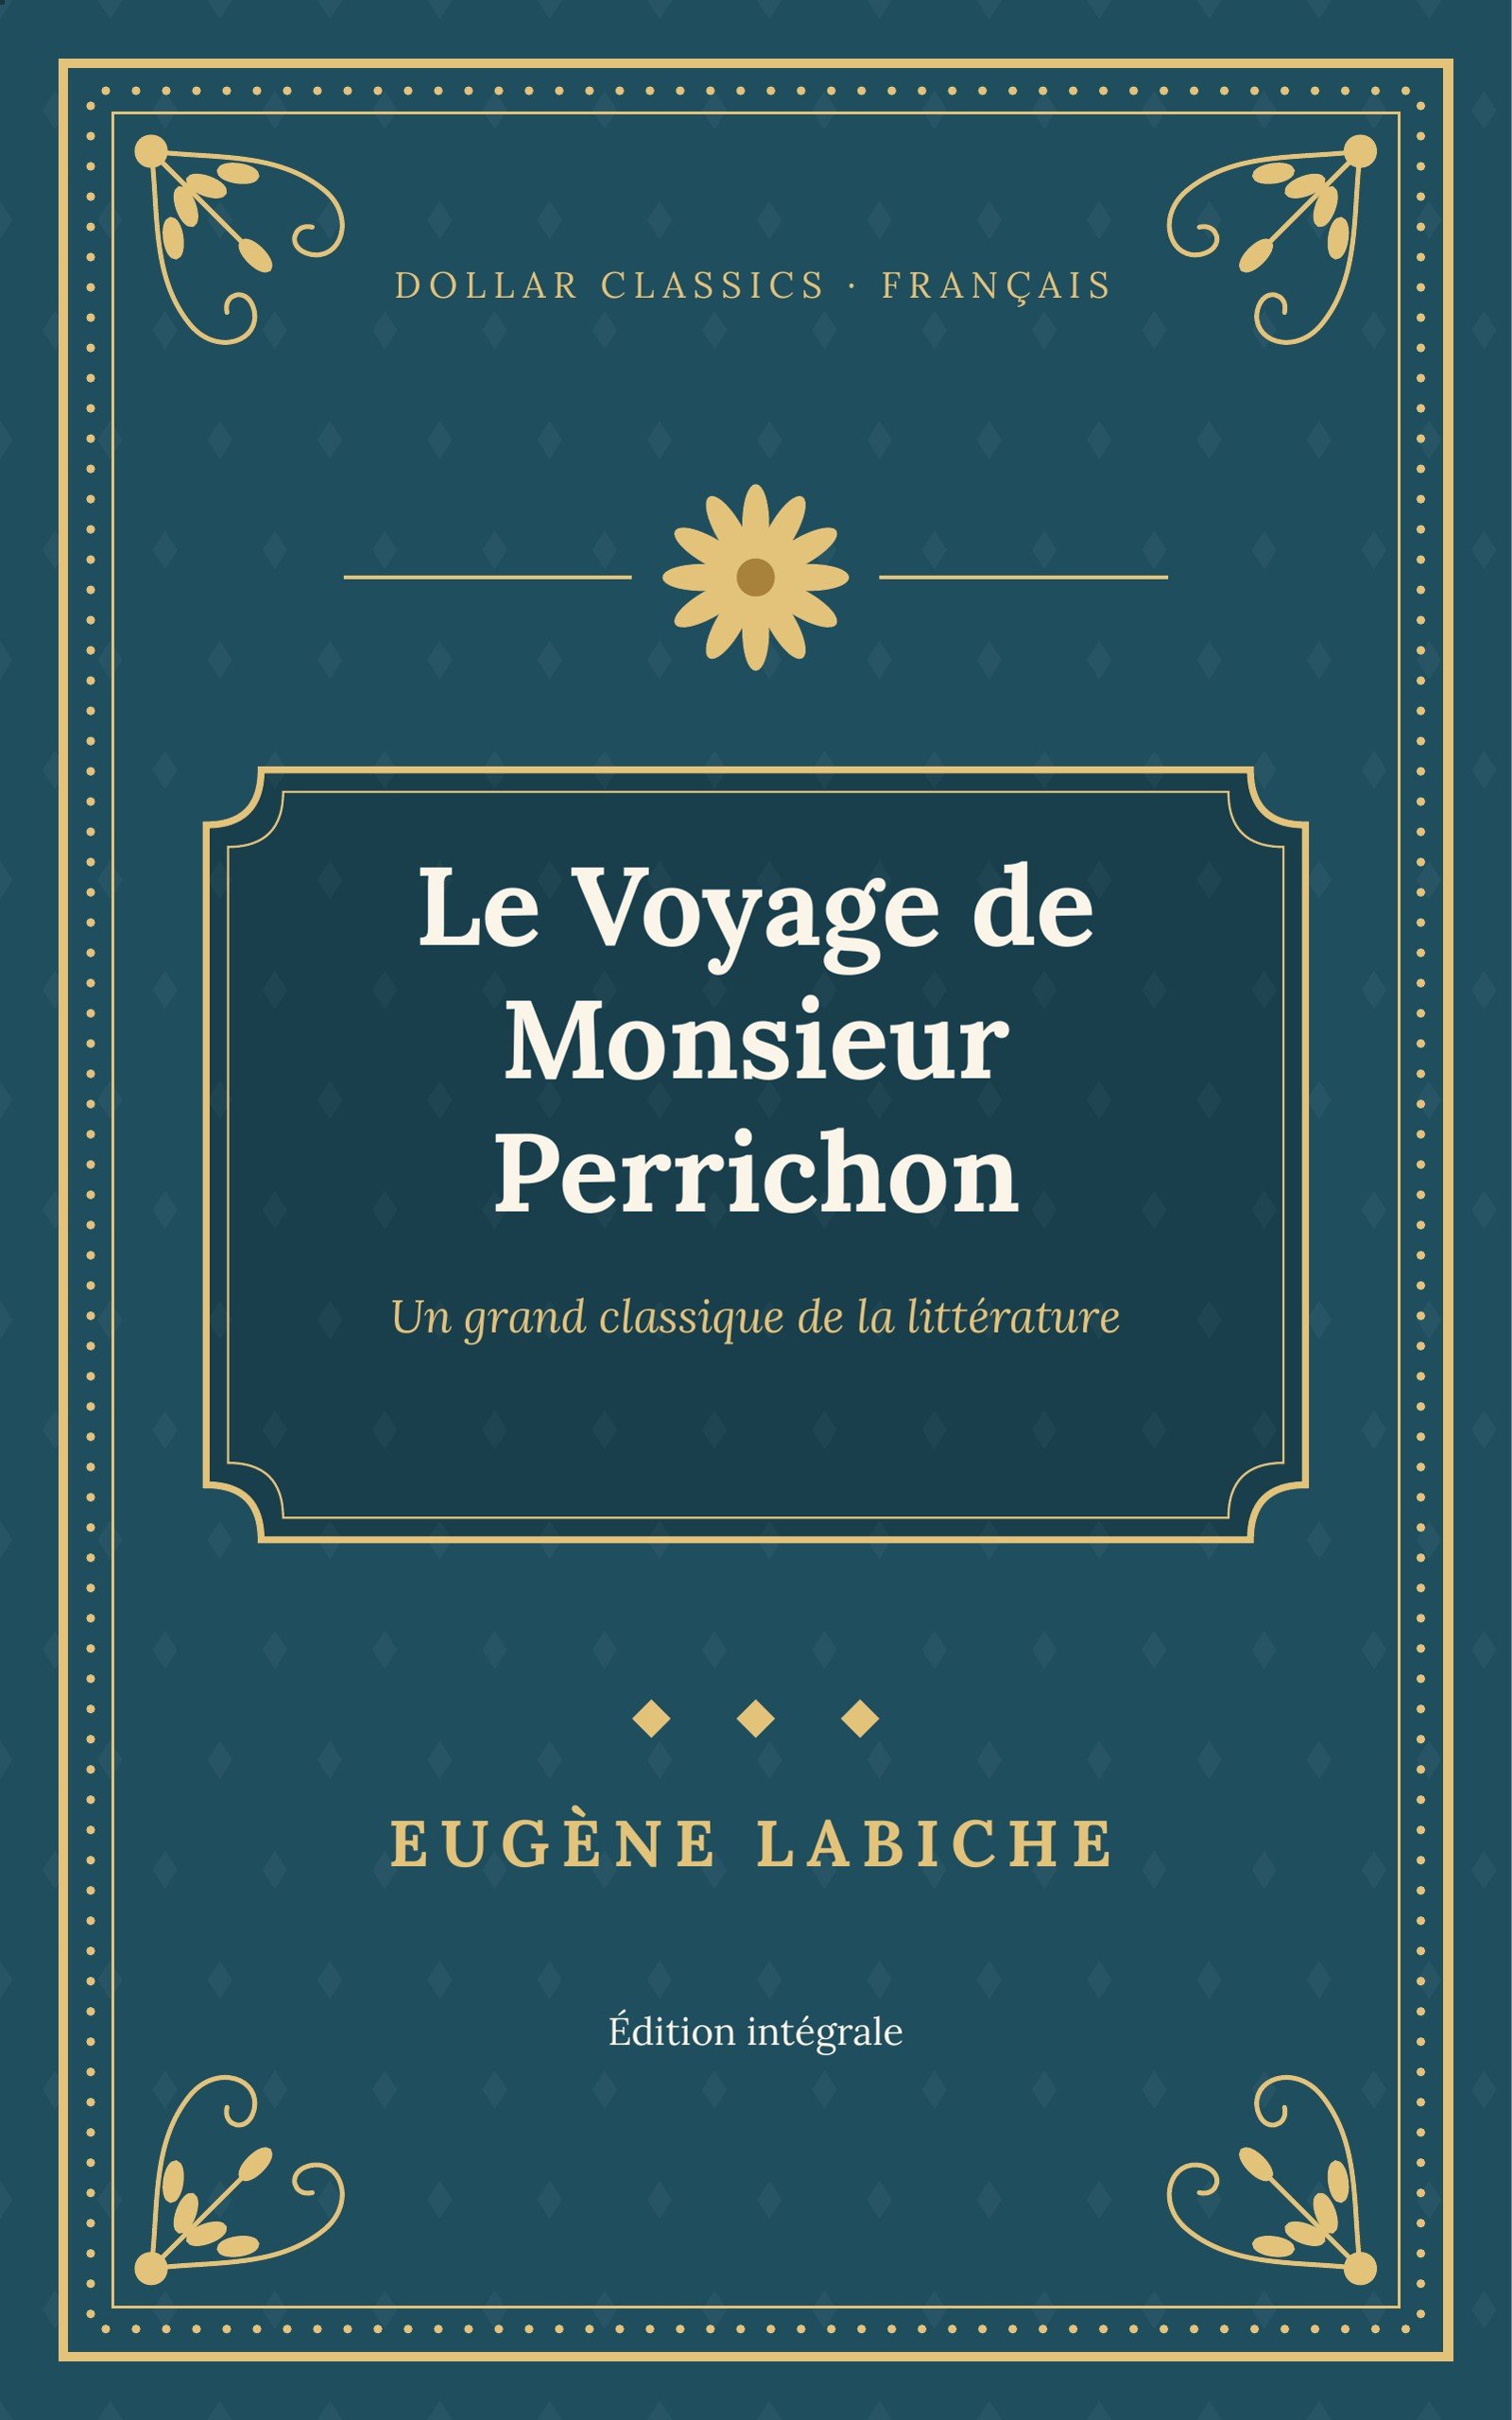 DOLLAR CLASSICS · FRANÇAIS
Le Voyage de
Monsieur
Perrichon
Un grand classique de la littérature
EUGÈNE LABICHE
Édition intégrale